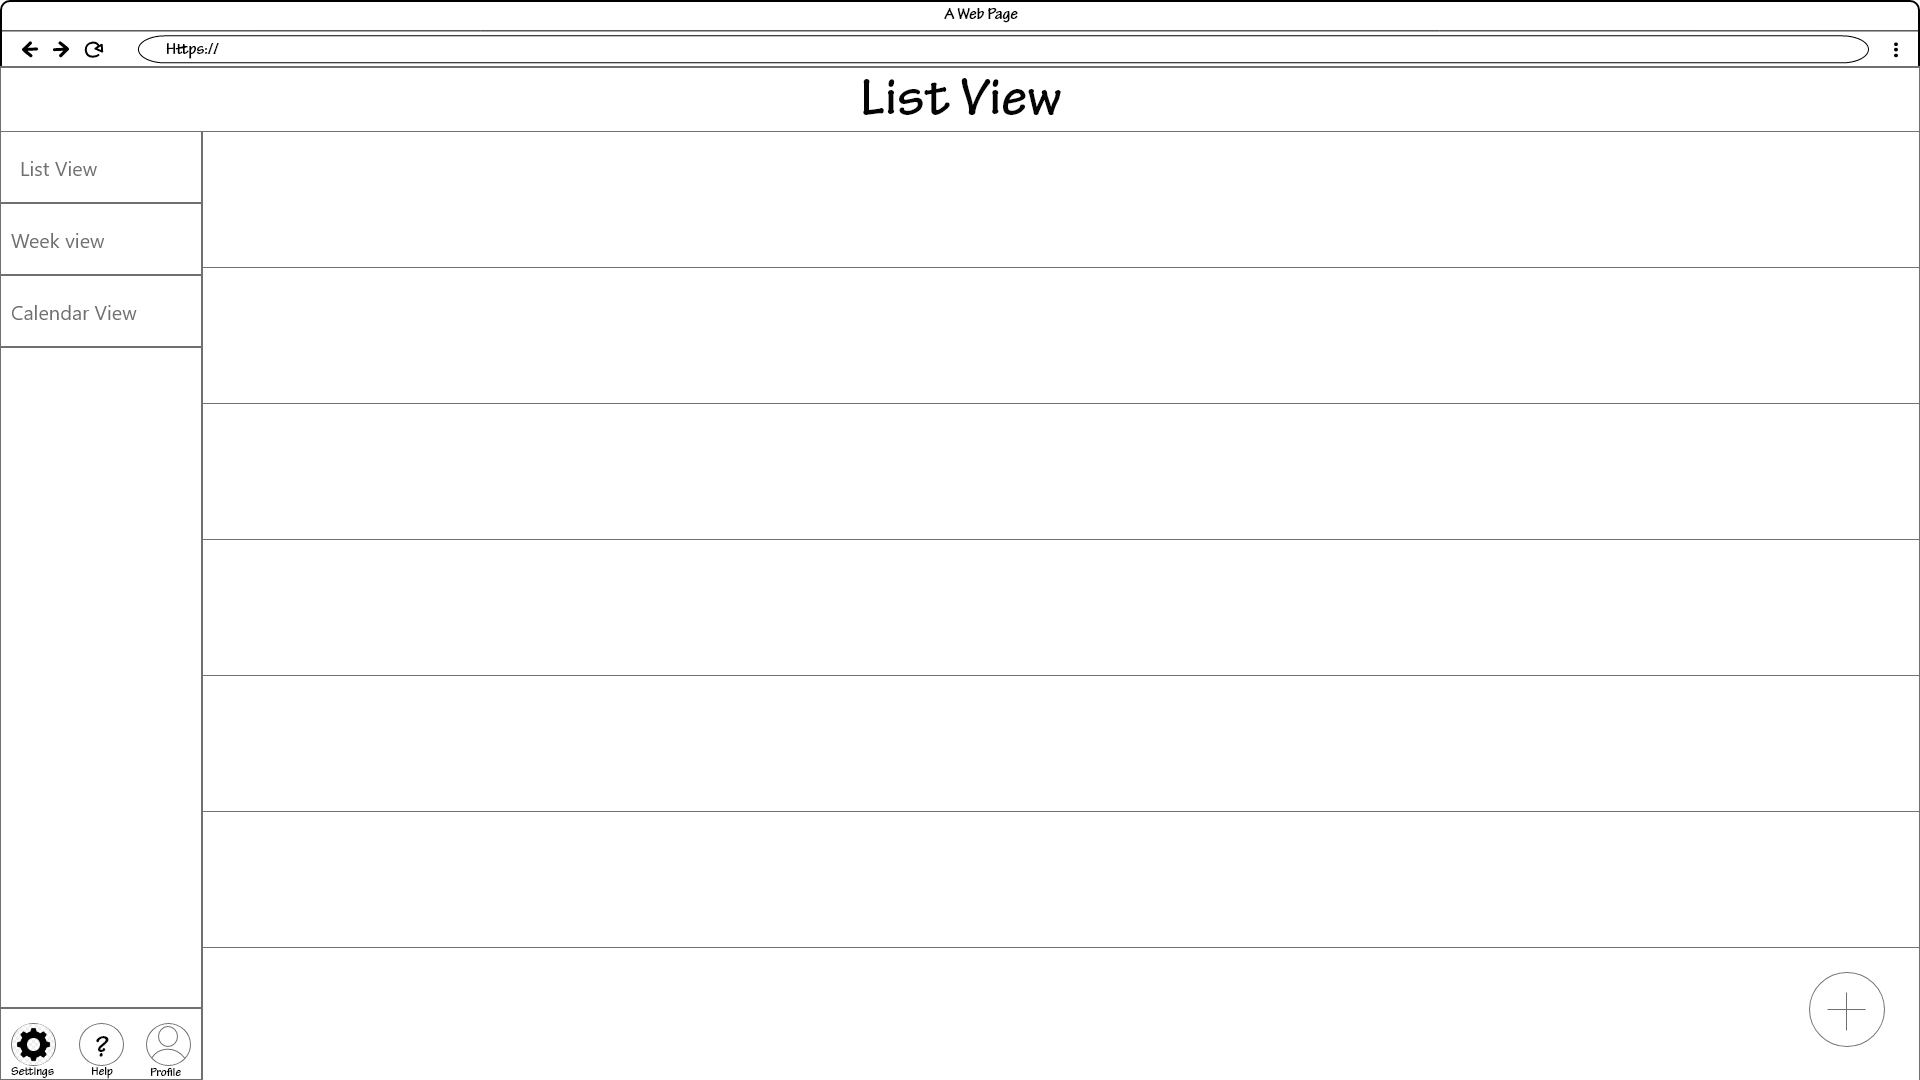 A Web Page
Https://
List View
List View
Week view
Calendar View
?
Settings
Help
Profile